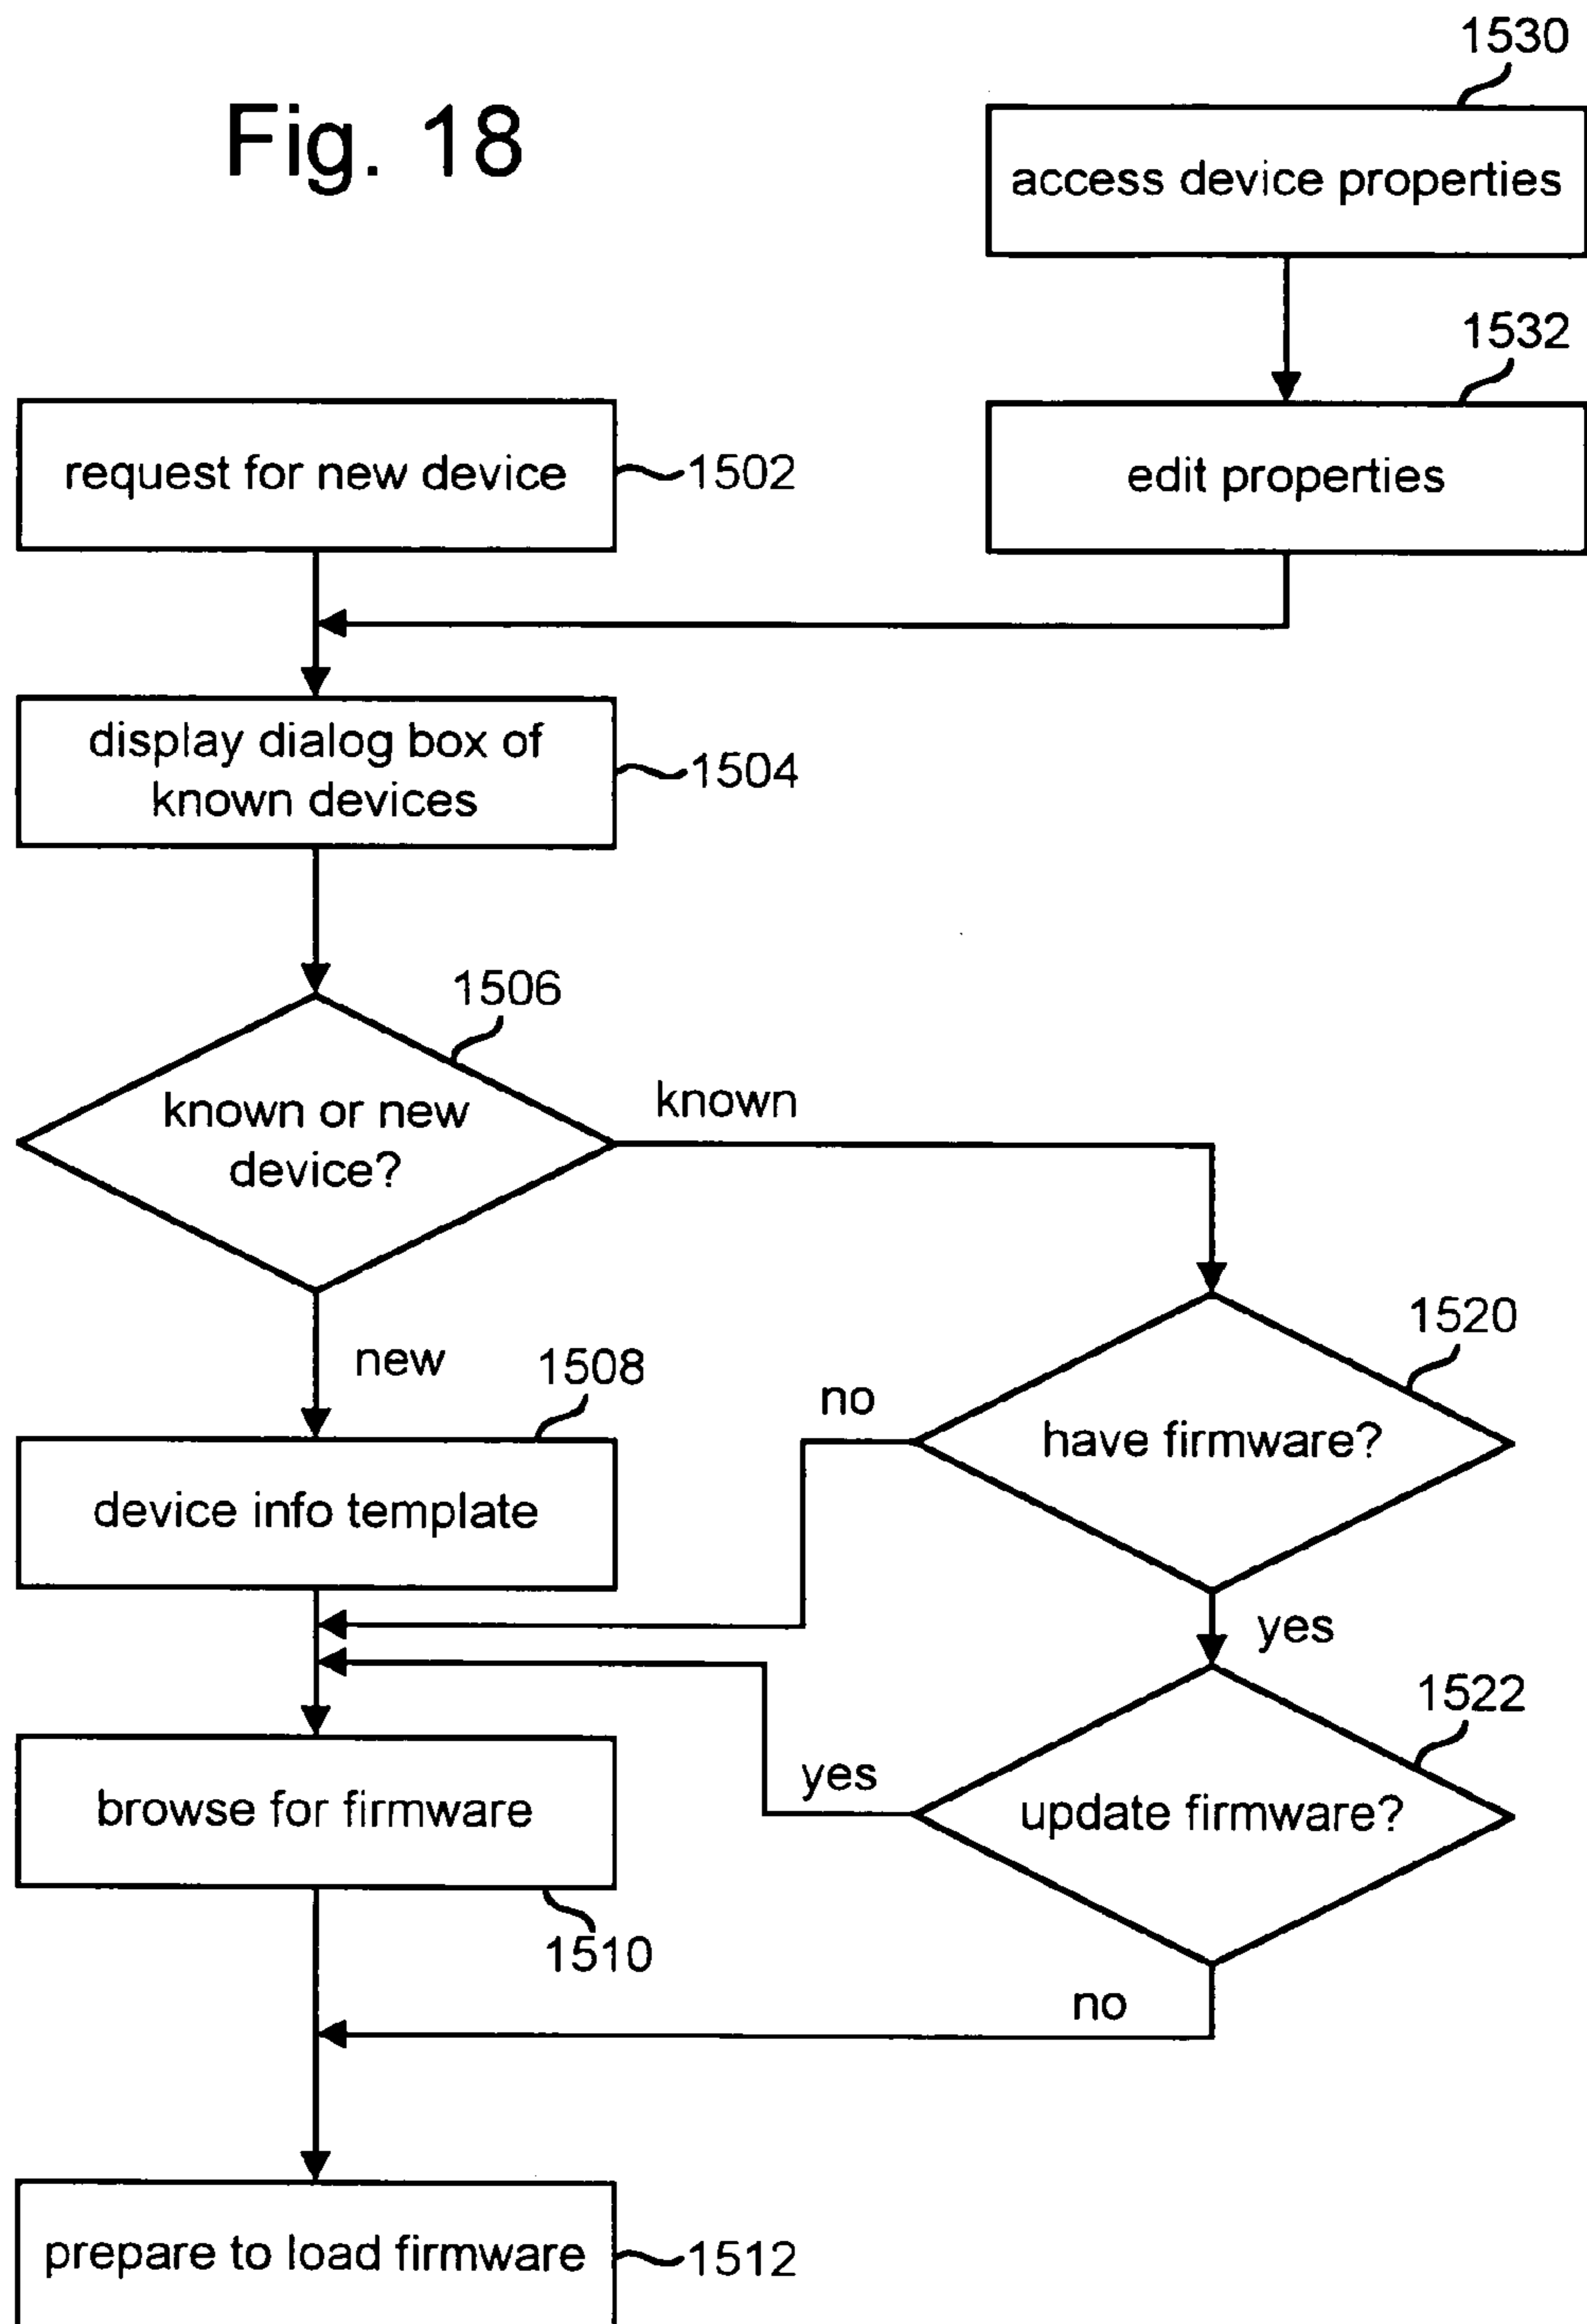 Fig. 18
1530
access device properties
1532
edit properties
request for new device
1502
display dialog box of
known devices
1504
1506
known or new
device?
known
new
1508
device info template
1520
no
have firmware?
yes
1522
yes
update firmware?
browse for firmware
1510
no
prepare to load firmware
1512